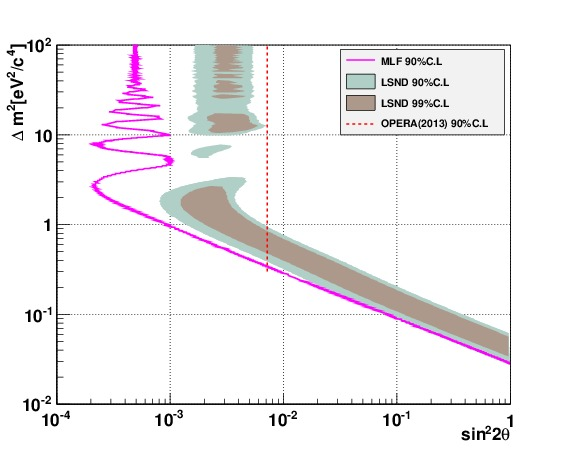 Δ m²[eV²/c⁴]
10²
10
1
10⁻¹
10⁻²
MLF 90%C.L
LSND 90%C.L
LSND 99%C.L
OPERA(2013) 90%C.L
10⁻⁴ 10⁻³ 10⁻² 10⁻¹ 1
sin²2θ